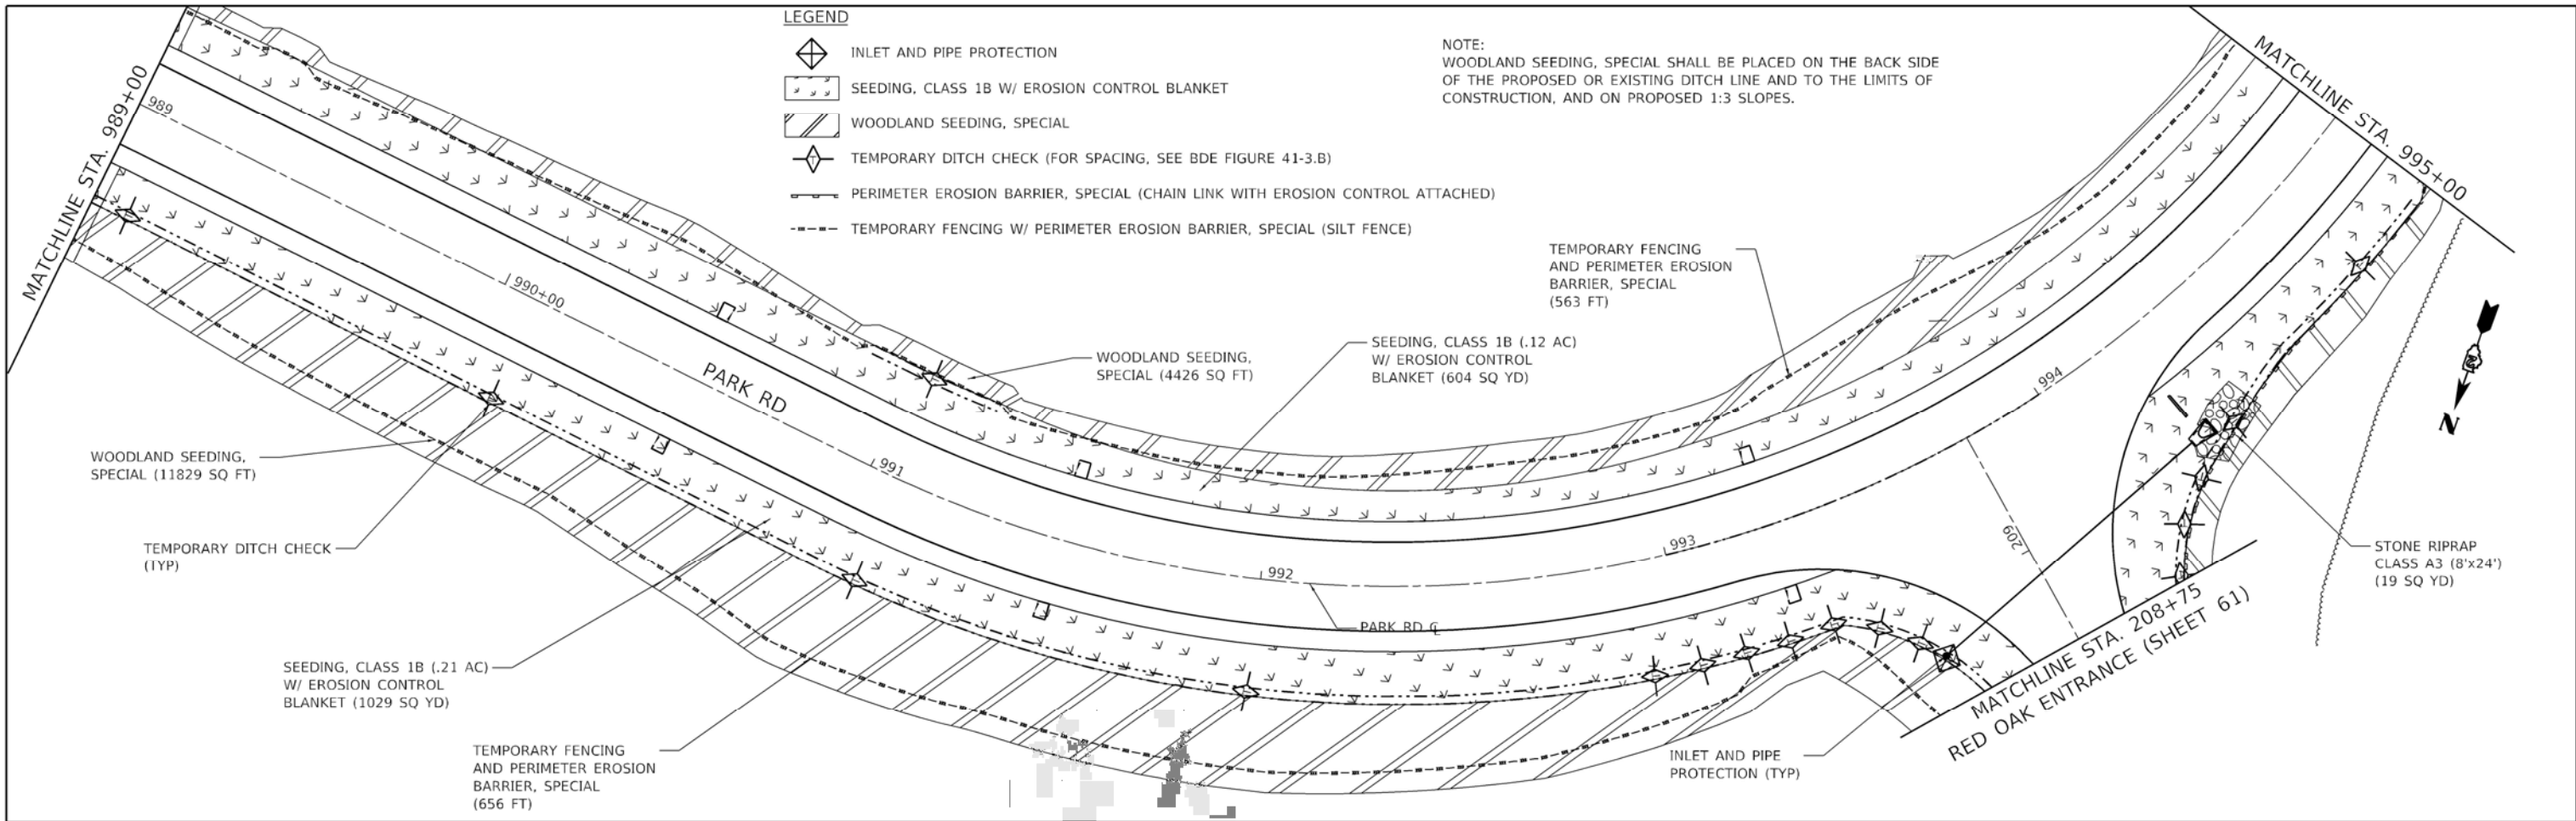 LEGEND
INLET AND PIPE PROTECTION
SEEDING, CLASS 1B W/ EROSION CONTROL BLANKET
WOODLAND SEEDING, SPECIAL
TEMPORARY DITCH CHECK (FOR SPACING, SEE BDE FIGURE 41-3.B)
PERIMETER EROSION BARRIER, SPECIAL (CHAIN LINK WITH EROSION CONTROL ATTACHED)
TEMPORARY FENCING W/ PERIMETER EROSION BARRIER, SPECIAL (SILT FENCE)
NOTE:
WOODLAND SEEDING, SPECIAL SHALL BE PLACED ON THE BACK SIDE
OF THE PROPOSED OR EXISTING DITCH LINE AND TO THE LIMITS OF
CONSTRUCTION, AND ON PROPOSED 1:3 SLOPES.
MATCHLINE STA. 989+00
MATCHLINE STA. 995+00
989
990+00
991
992
993
994
209
PARK RD
PARK RD ℄
TEMPORARY FENCING
AND PERIMETER EROSION
BARRIER, SPECIAL
(563 FT)
WOODLAND SEEDING,
SPECIAL (4426 SQ FT)
SEEDING, CLASS 1B (.12 AC)
W/ EROSION CONTROL
BLANKET (604 SQ YD)
WOODLAND SEEDING,
SPECIAL (11829 SQ FT)
TEMPORARY DITCH CHECK
(TYP)
SEEDING, CLASS 1B (.21 AC)
W/ EROSION CONTROL
BLANKET (1029 SQ YD)
TEMPORARY FENCING
AND PERIMETER EROSION
BARRIER, SPECIAL
(656 FT)
INLET AND PIPE
PROTECTION (TYP)
MATCHLINE STA. 208+75
RED OAK ENTRANCE (SHEET 61)
STONE RIPRAP
CLASS A3 (8'x24')
(19 SQ YD)
N